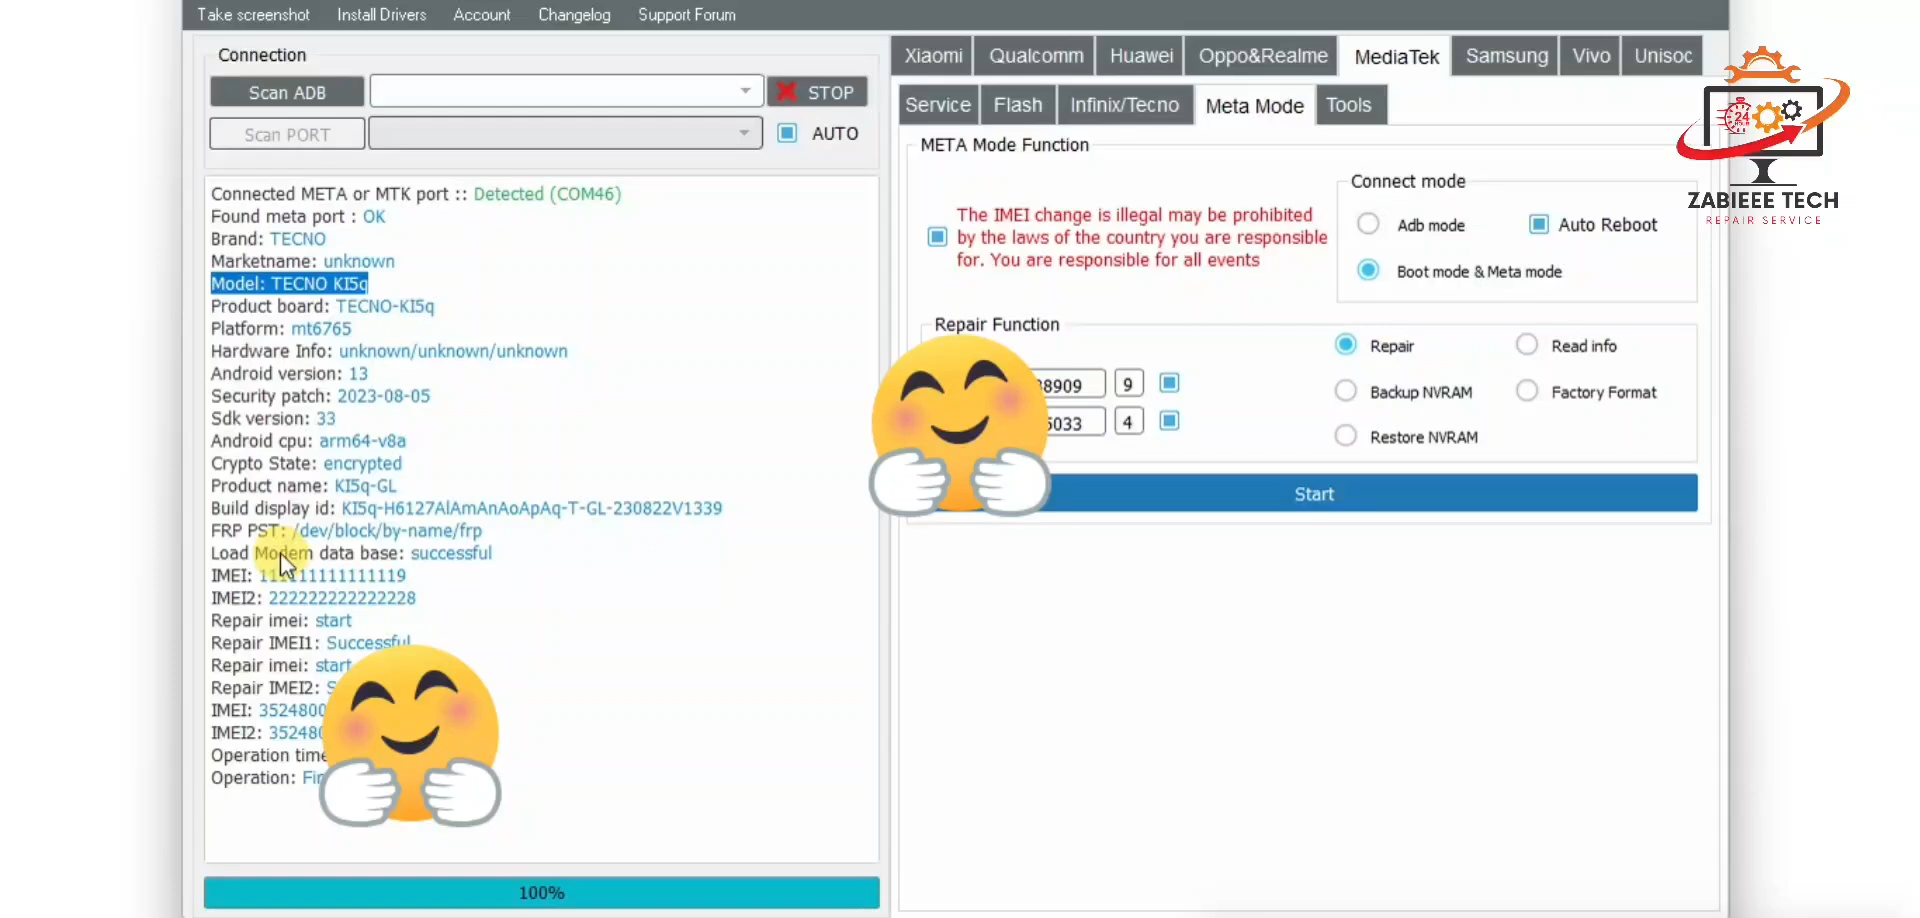 Take screenshot Install Drivers Account Changelog Support Forum
Connection
Scan ADB
STOP
Scan PORT
AUTO
Connected META or MTK port :: Detected (COM46)
Found meta port : OK
Brand: TECNO
Marketname: unknown
Model: TECNO KI5q
Product board: TECNO-KI5q
Platform: mt6765
Hardware Info: unknown/unknown/unknown
Android version: 13
Security patch: 2023-08-05
Sdk version: 33
Android cpu: arm64-v8a
Crypto State: encrypted
Product name: KI5q-GL
Build display id: KI5q-H6127AlAmAnAoApAq-T-GL-230822V1339
FRP PST: /dev/block/by-name/frp
Load Modem data base: successful
IMEI: 111111111111119
IMEI2: 222222222222228
Repair imei: start
Repair IMEI1: Successful
Repair imei: start
Repair IMEI2:
IMEI: 3524800
IMEI2: 352480
Operation time
Operation:
100%
Xiaomi Qualcomm Huawei Oppo&Realme MediaTek Samsung Vivo Unisoc
Service Flash Infinix/Tecno Meta Mode Tools
META Mode Function
The IMEI change is illegal may be prohibited
by the laws of the country you are responsible
for. You are responsible for all events
Connect mode
Adb mode
Auto Reboot
Boot mode & Meta mode
Repair Function
Repair
Read info
8909 9
Backup NVRAM
Factory Format
5033 4
Restore NVRAM
Start
24
ZABIEEE TECH
REPAIR SERVICE